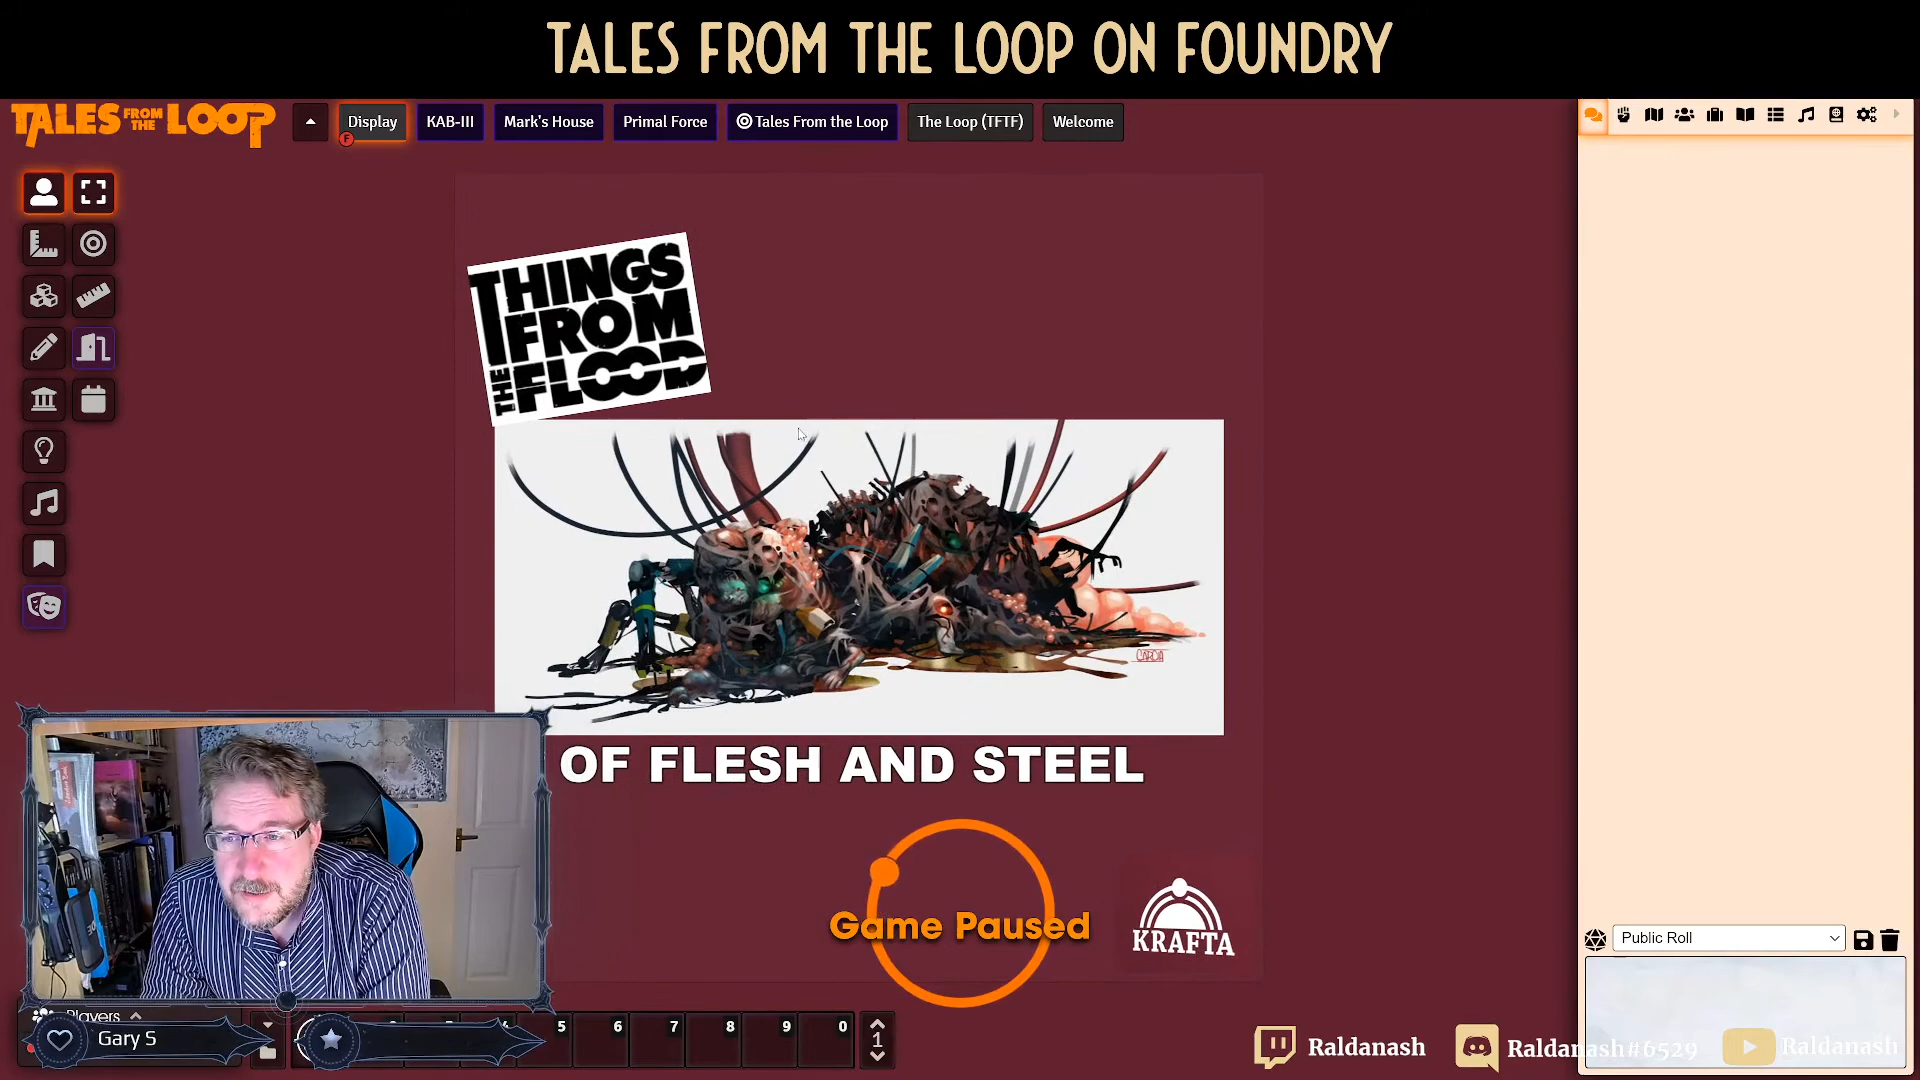 TALES FROM THE LOOP ON FOUNDRY
TALES FROM THE LOOP
Display
KAB-III
Mark's House
Primal Force
Tales From the Loop
The Loop (TFTF)
Welcome
F
THINGS
FROM
THE FLOOD
OF FLESH AND STEEL
Game Paused
KRAFTA
Public Roll
Players
Gary S
5
6
7
8
9
0
1
Raldanash
Raldanash#6529
Raldanash